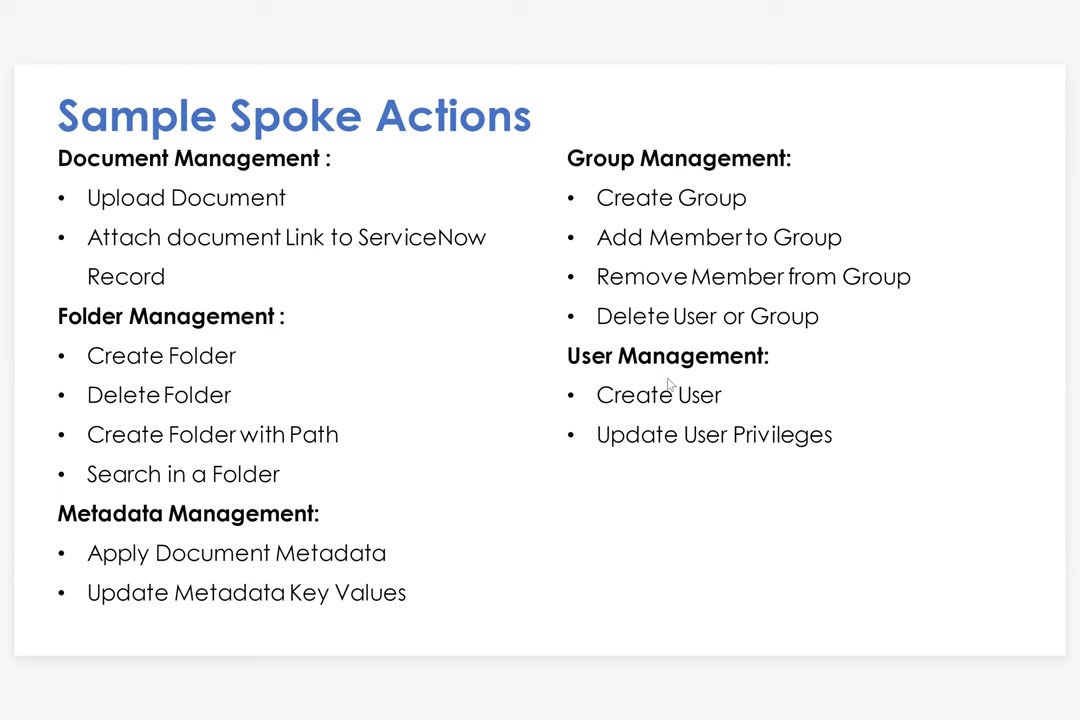 Sample Spoke Actions
Document Management :
• Upload Document
• Attach document Link to ServiceNow
Record
Folder Management :
• Create Folder
• Delete Folder
• Create Folder with Path
• Search in a Folder
Metadata Management:
• Apply Document Metadata
• Update Metadata Key Values
Group Management:
• Create Group
• Add Member to Group
• Remove Member from Group
• Delete User or Group
User Management:
• Create User
• Update User Privileges